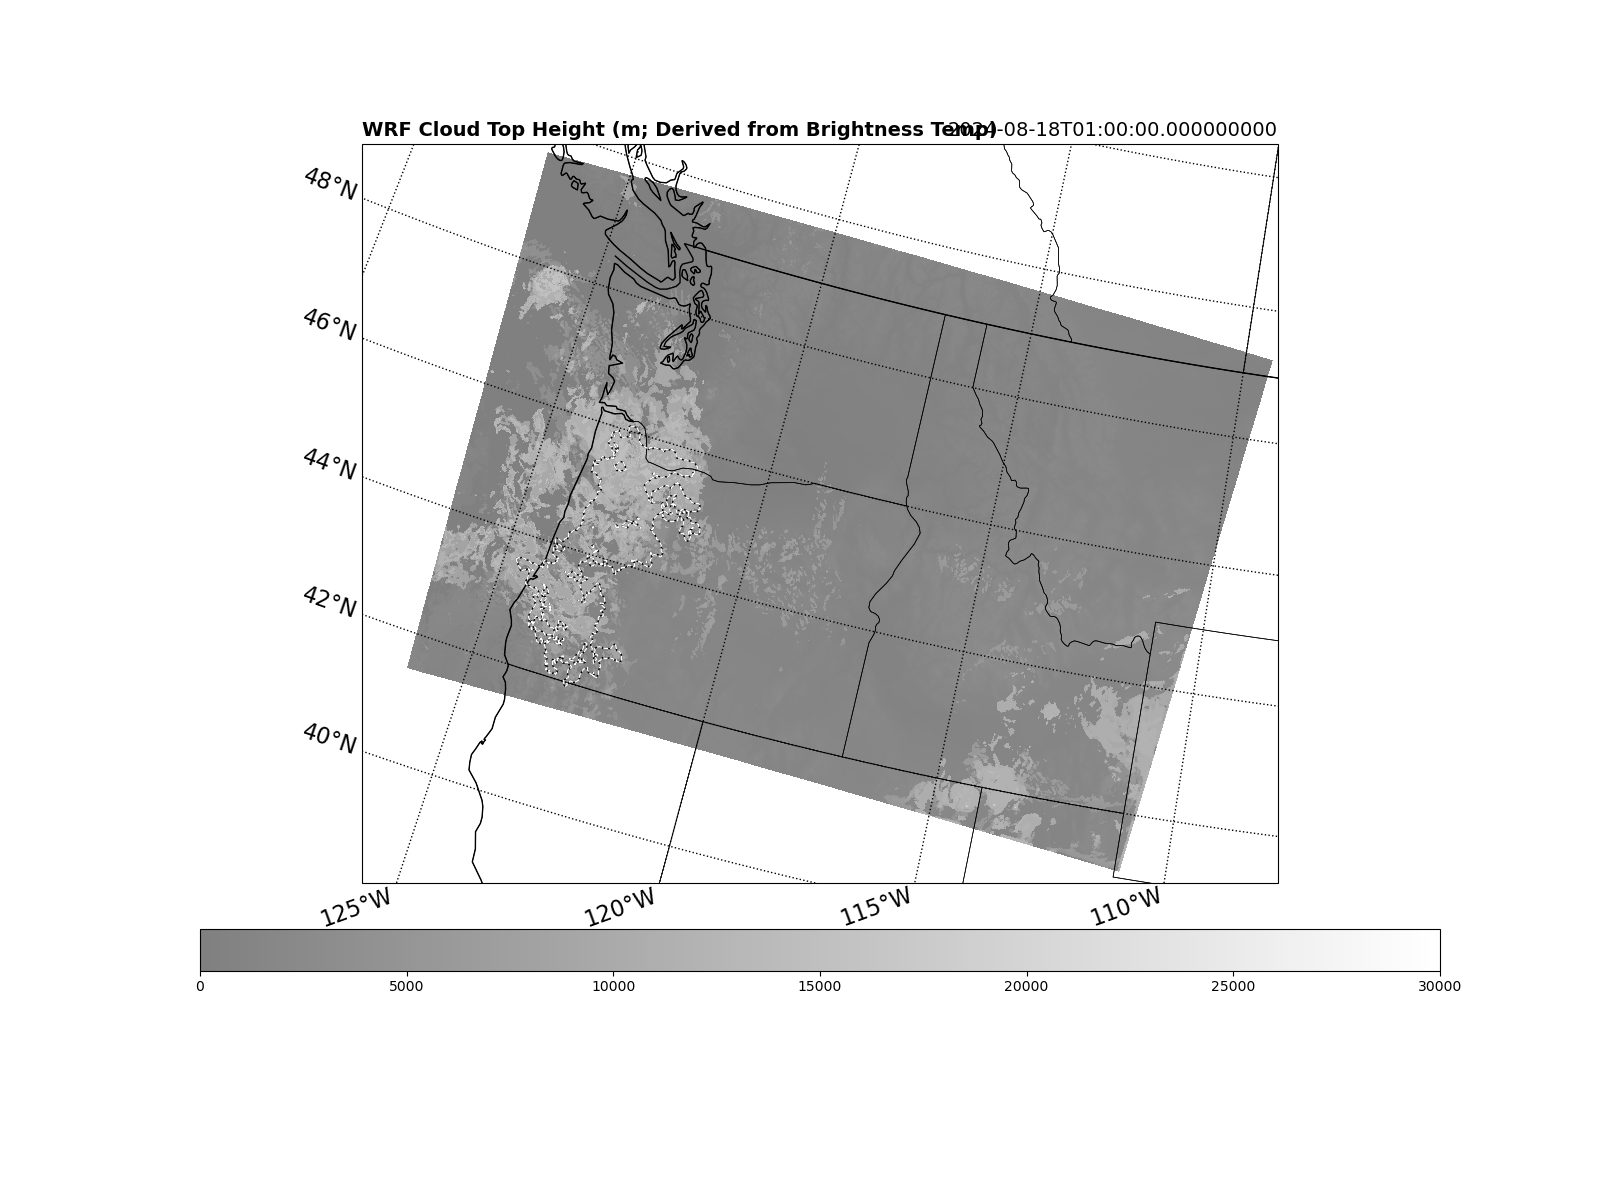 WRF Cloud Top Height (m; Derived from Brightness Temp)
2024-08-18T01:00:00.000000000
48°N
46°N
44°N
42°N
40°N
125°W
120°W
115°W
110°W
0
5000
10000
15000
20000
25000
30000